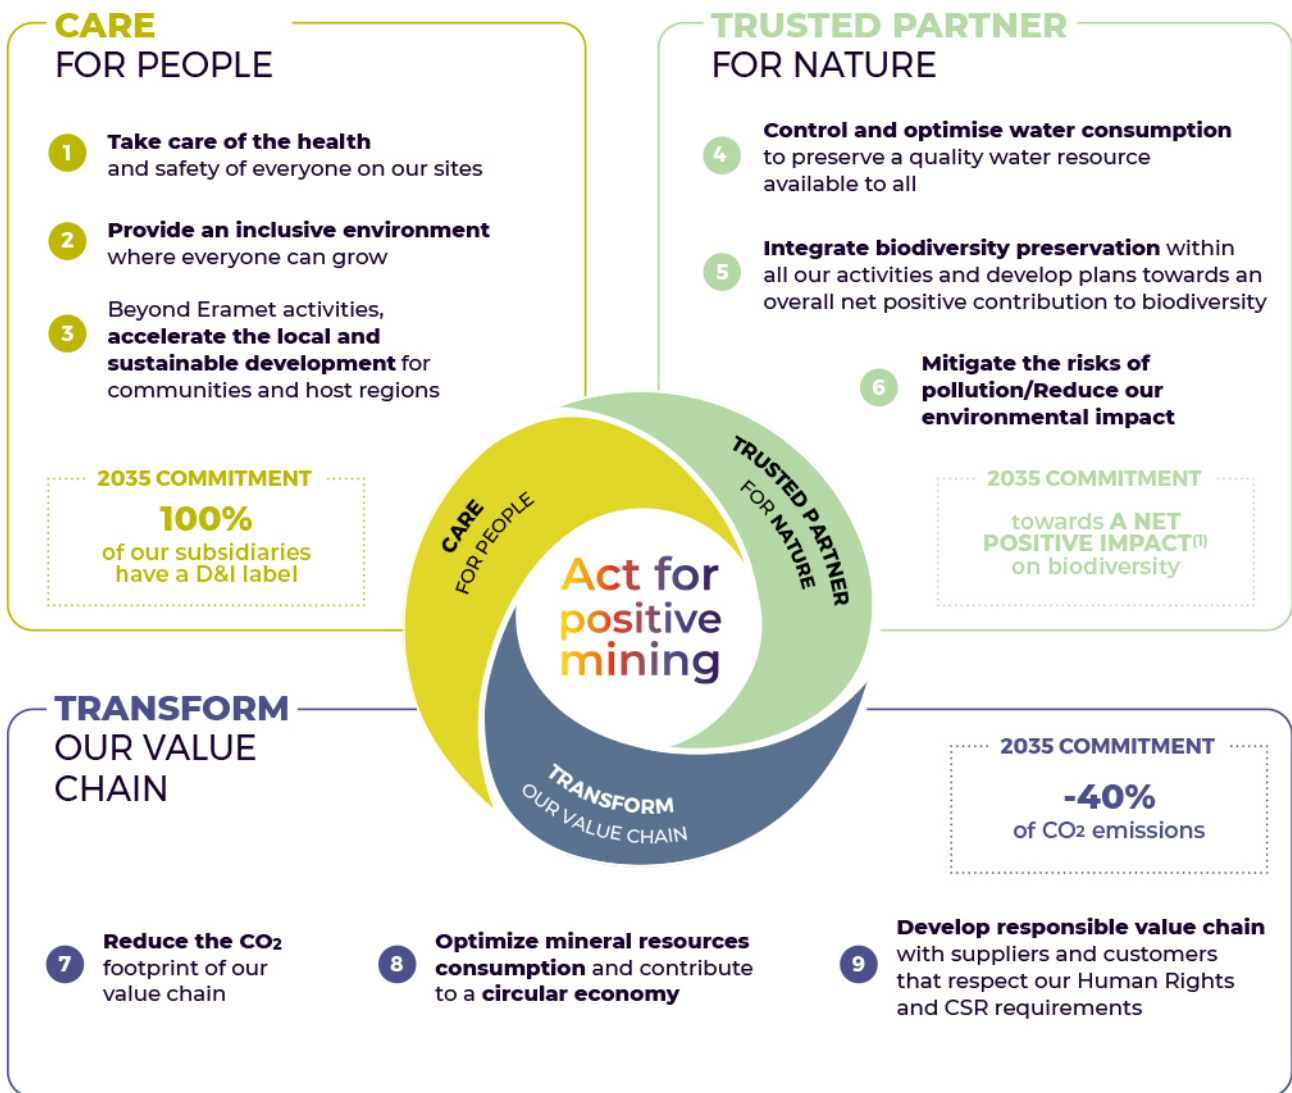 CARE
FOR PEOPLE
1
Take care of the health
and safety of everyone on our sites
2
Provide an inclusive environment
where everyone can grow
3
Beyond Eramet activities,
accelerate the local and
sustainable development for
communities and host regions
2035 COMMITMENT
100%
of our subsidiaries
have a D&I label
TRUSTED PARTNER
FOR NATURE
4
Control and optimise water consumption
to preserve a quality water resource
available to all
5
Integrate biodiversity preservation within
all our activities and develop plans towards an
overall net positive contribution to biodiversity
6
Mitigate the risks of
pollution/Reduce our
environmental impact
2035 COMMITMENT
towards A NET
POSITIVE IMPACT(1)
on biodiversity
CARE
FOR PEOPLE
TRUSTED PARTNER
FOR NATURE
Act for
positive
mining
TRANSFORM
OUR VALUE CHAIN
TRANSFORM
OUR VALUE
CHAIN
2035 COMMITMENT
-40%
of CO2 emissions
7
Reduce the CO2
footprint of our
value chain
8
Optimize mineral resources
consumption and contribute
to a circular economy
9
Develop responsible value chain
with suppliers and customers
that respect our Human Rights
and CSR requirements